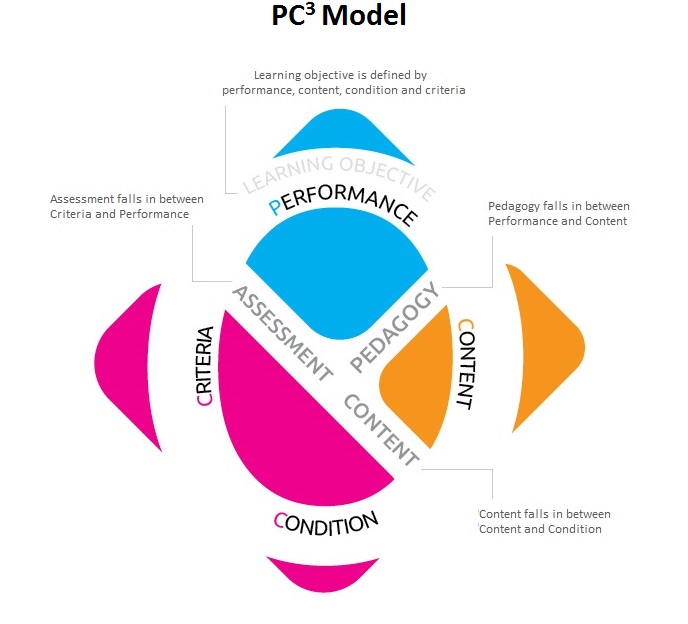 PC³ Model
Learning objective is defined by
performance, content, condition and criteria
LEARNING OBJECTIVE
PERFORMANCE
Assessment falls in between
Criteria and Performance
Pedagogy falls in between
Performance and Content
ASSESSMENT
PEDAGOGY
CRITERIA
CONTENT
CONTENT
Content falls in between
Content and Condition
CONDITION